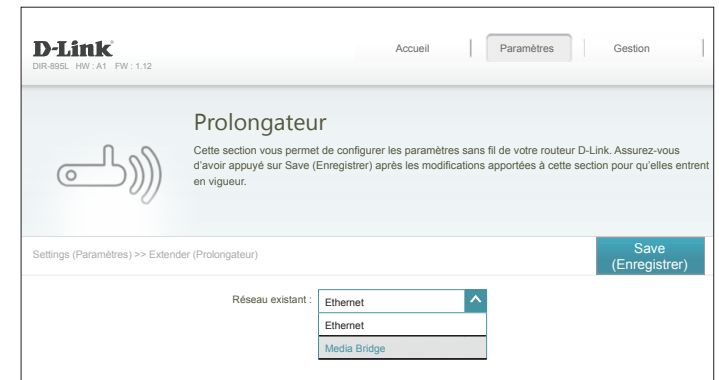 D-Link
DIR-895L HW : A1 FW : 1.12
Accueil
Paramètres
Gestion
Prolongateur
Cette section vous permet de configurer les paramètres sans fil de votre routeur D-Link. Assurez-vous
d'avoir appuyé sur Save (Enregistrer) après les modifications apportées à cette section pour qu'elles entrent
en vigueur.
Settings (Paramètres) >> Extender (Prolongateur)
Save
(Enregistrer)
Réseau existant :
Ethernet
Ethernet
Media Bridge